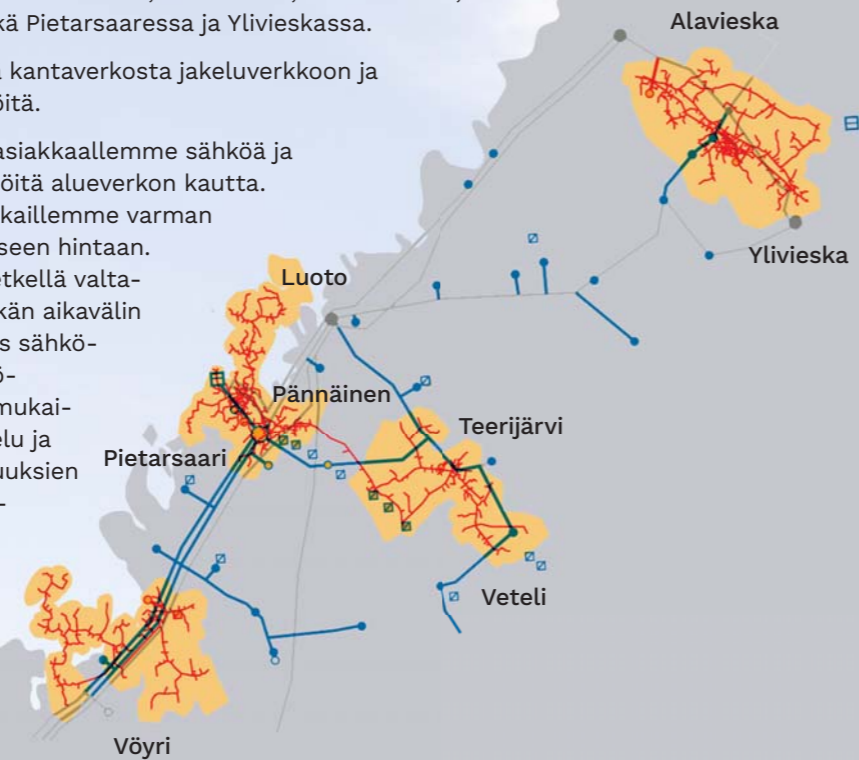 kä Pietarsaaressa ja Ylivieskassa.
kantaverkosta jakeluverkkoon ja
öitä.
asiakkaallemme sähköä ja
öitä alueverkon kautta.
kaillemme varman
seen hintaan.
etkellä valta-
kän aikavälin
s sähkö-
ö-
mukai-
elu ja
uuksien
-
Alavieska
Ylivieska
Luoto
Pännäinen
Teerijärvi
Pietarsaari
Veteli
Vöyri